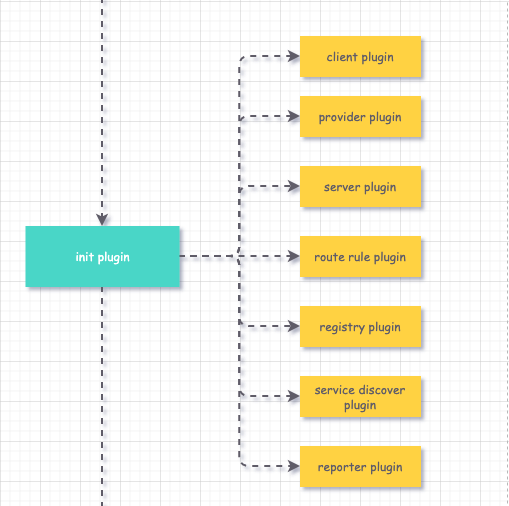 client plugin
provider plugin
server plugin
init plugin
route rule plugin
registry plugin
service discover
plugin
reporter plugin